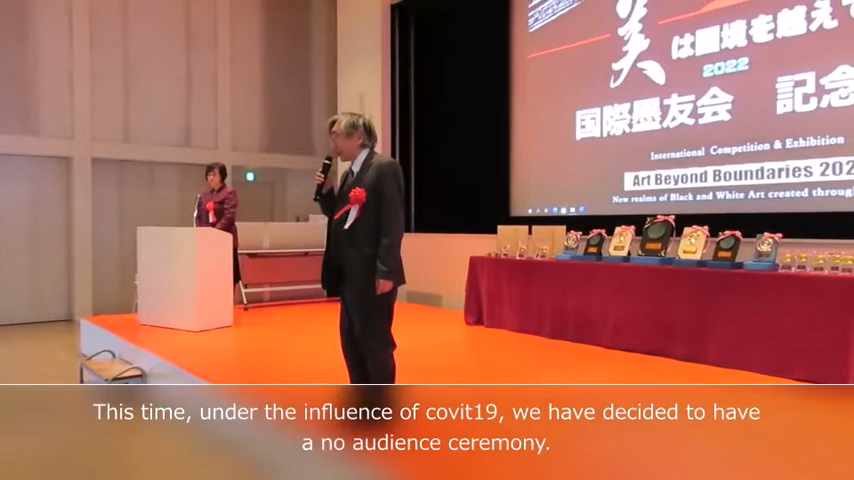 美
は国境を越えて
2022
国際墨友会 記念
International Competition & Exhibition
Art Beyond Boundaries 202
New realms of Black and White Art created through
This time, under the influence of covit19, we have decided to have
a no audience ceremony.